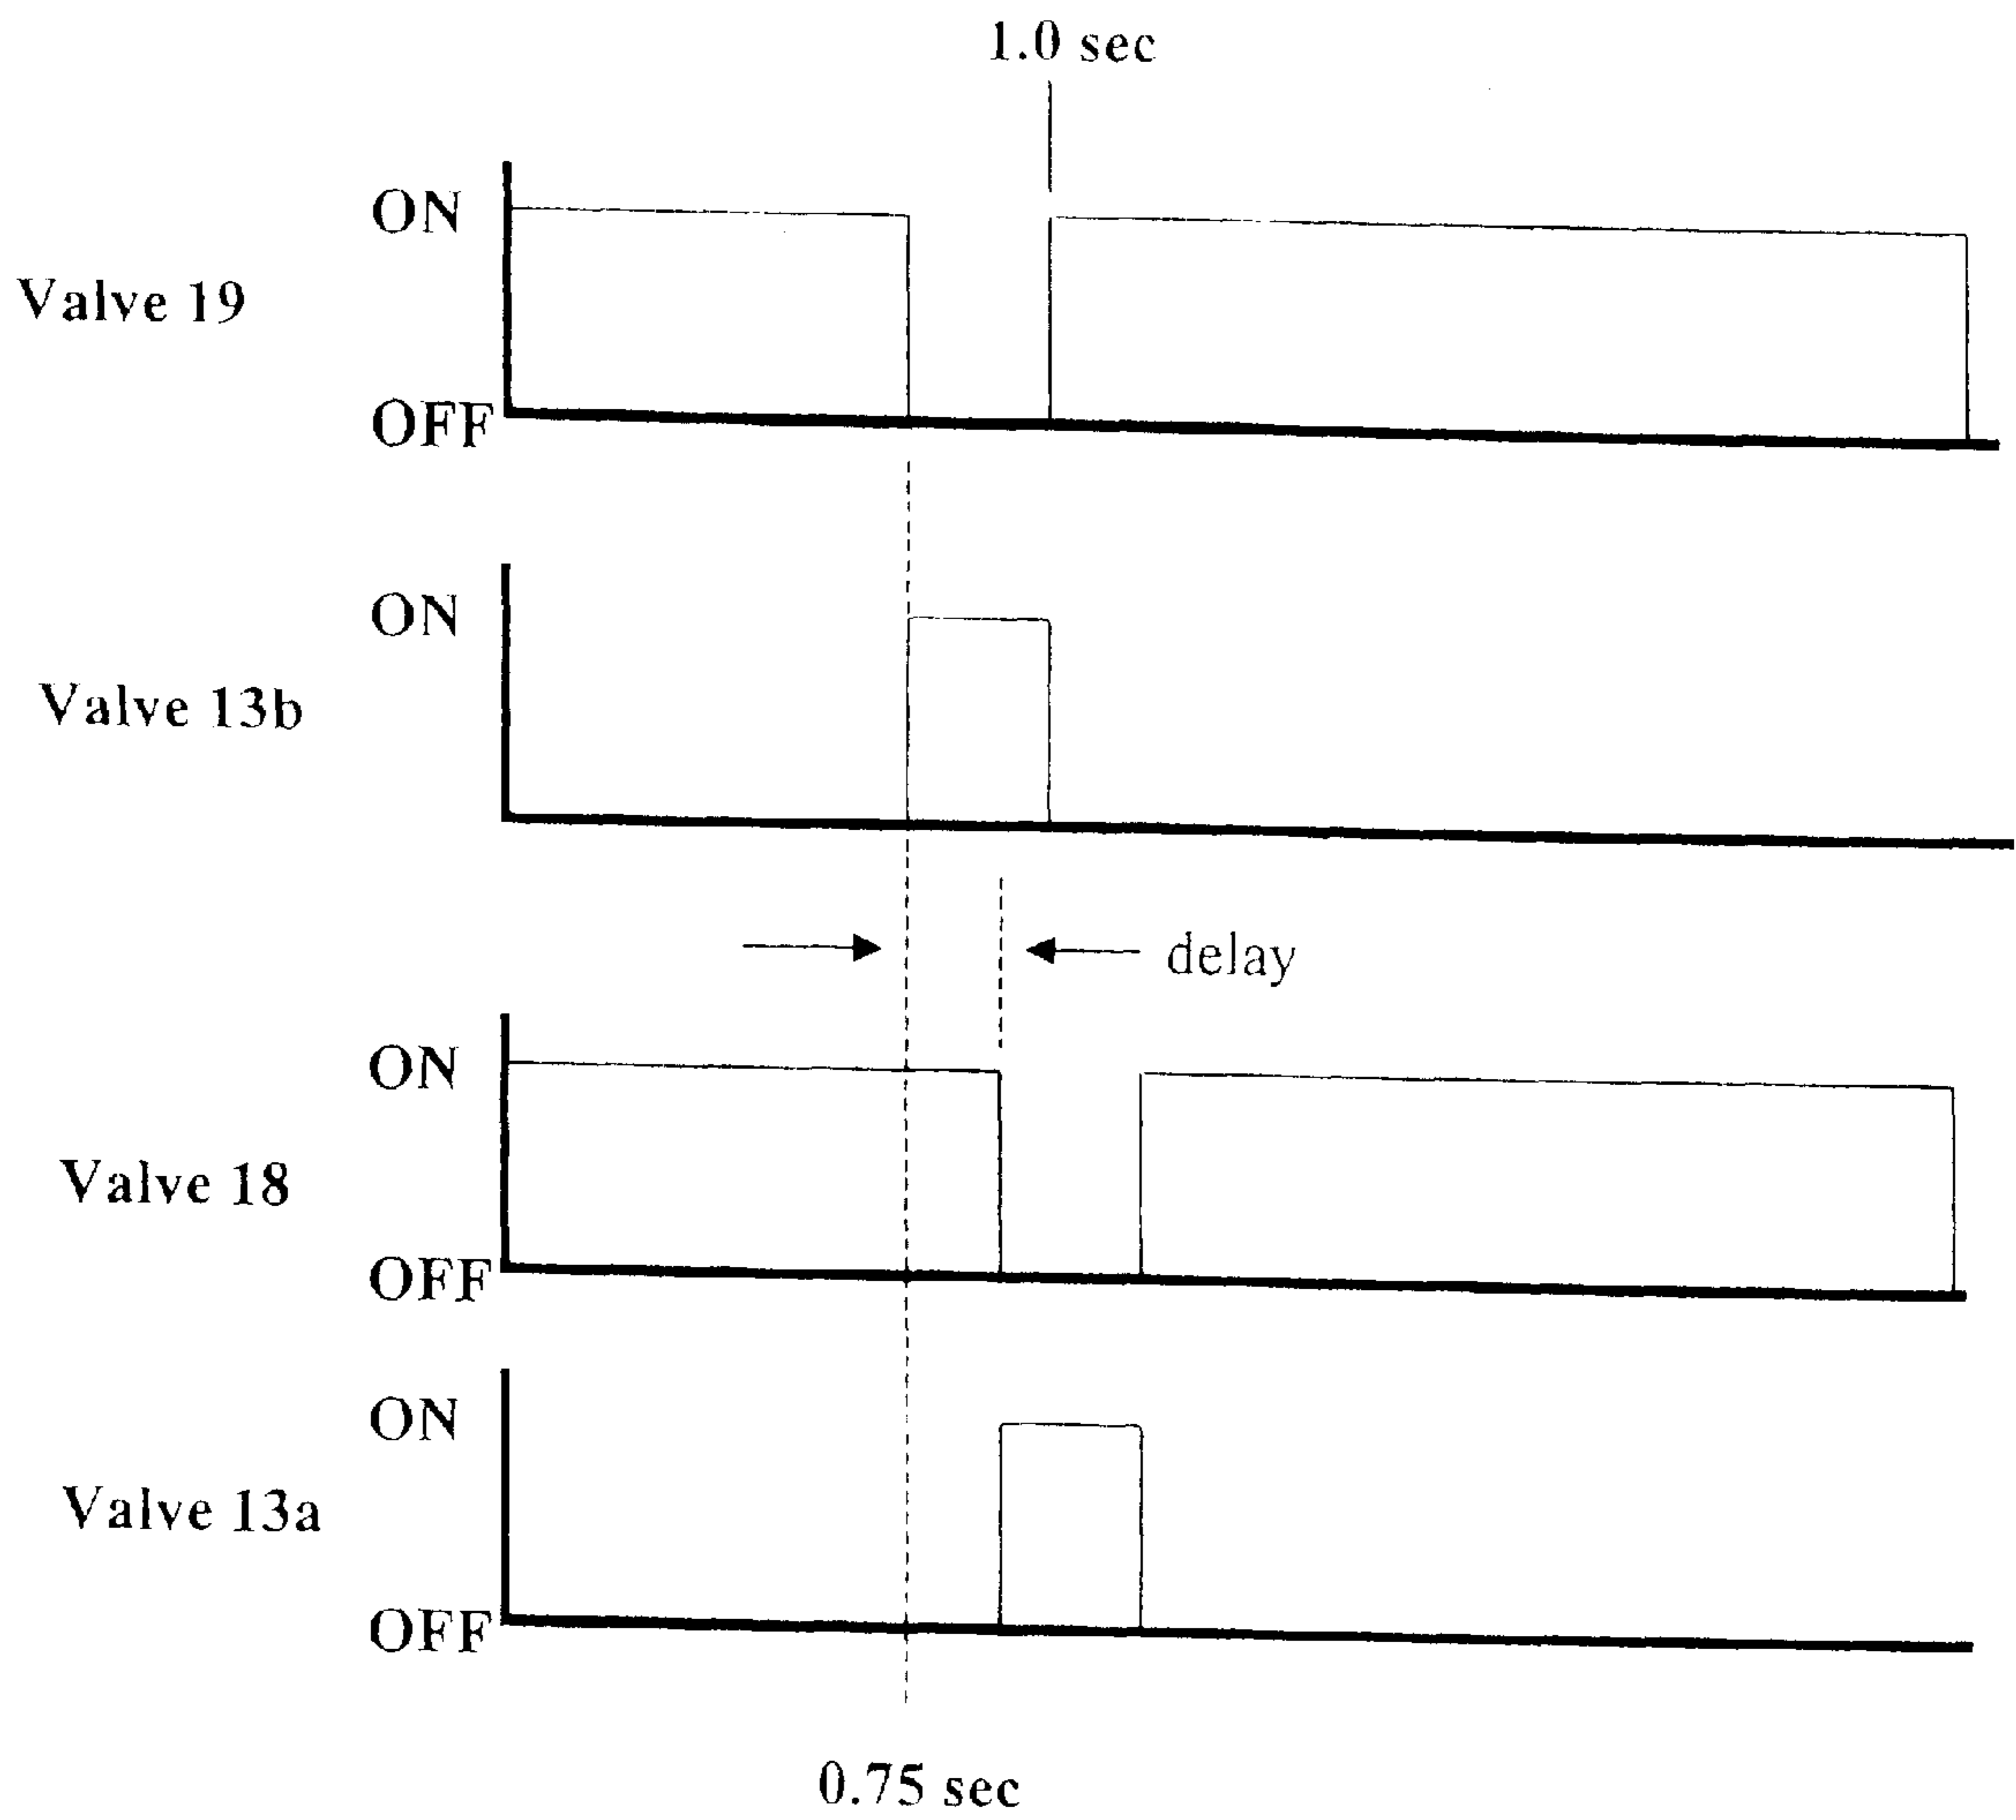 1.0 sec
ON
Valve 19
OFF
ON
Valve 13b
delay
ON
Valve 18
OFF
ON
Valve 13a
OFF
0.75 sec